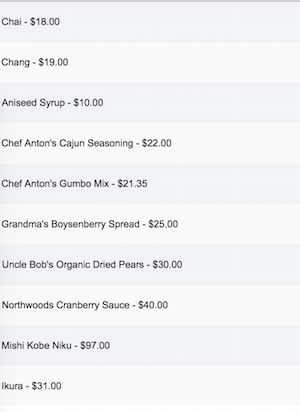 Chai - $18.00
Chang - $19.00
Aniseed Syrup - $10.00
Chef Anton's Cajun Seasoning - $22.00
Chef Anton's Gumbo Mix - $21.35
Grandma's Boysenberry Spread - $25.00
Uncle Bob's Organic Dried Pears - $30.00
Northwoods Cranberry Sauce - $40.00
Mishi Kobe Niku - $97.00
Ikura - $31.00